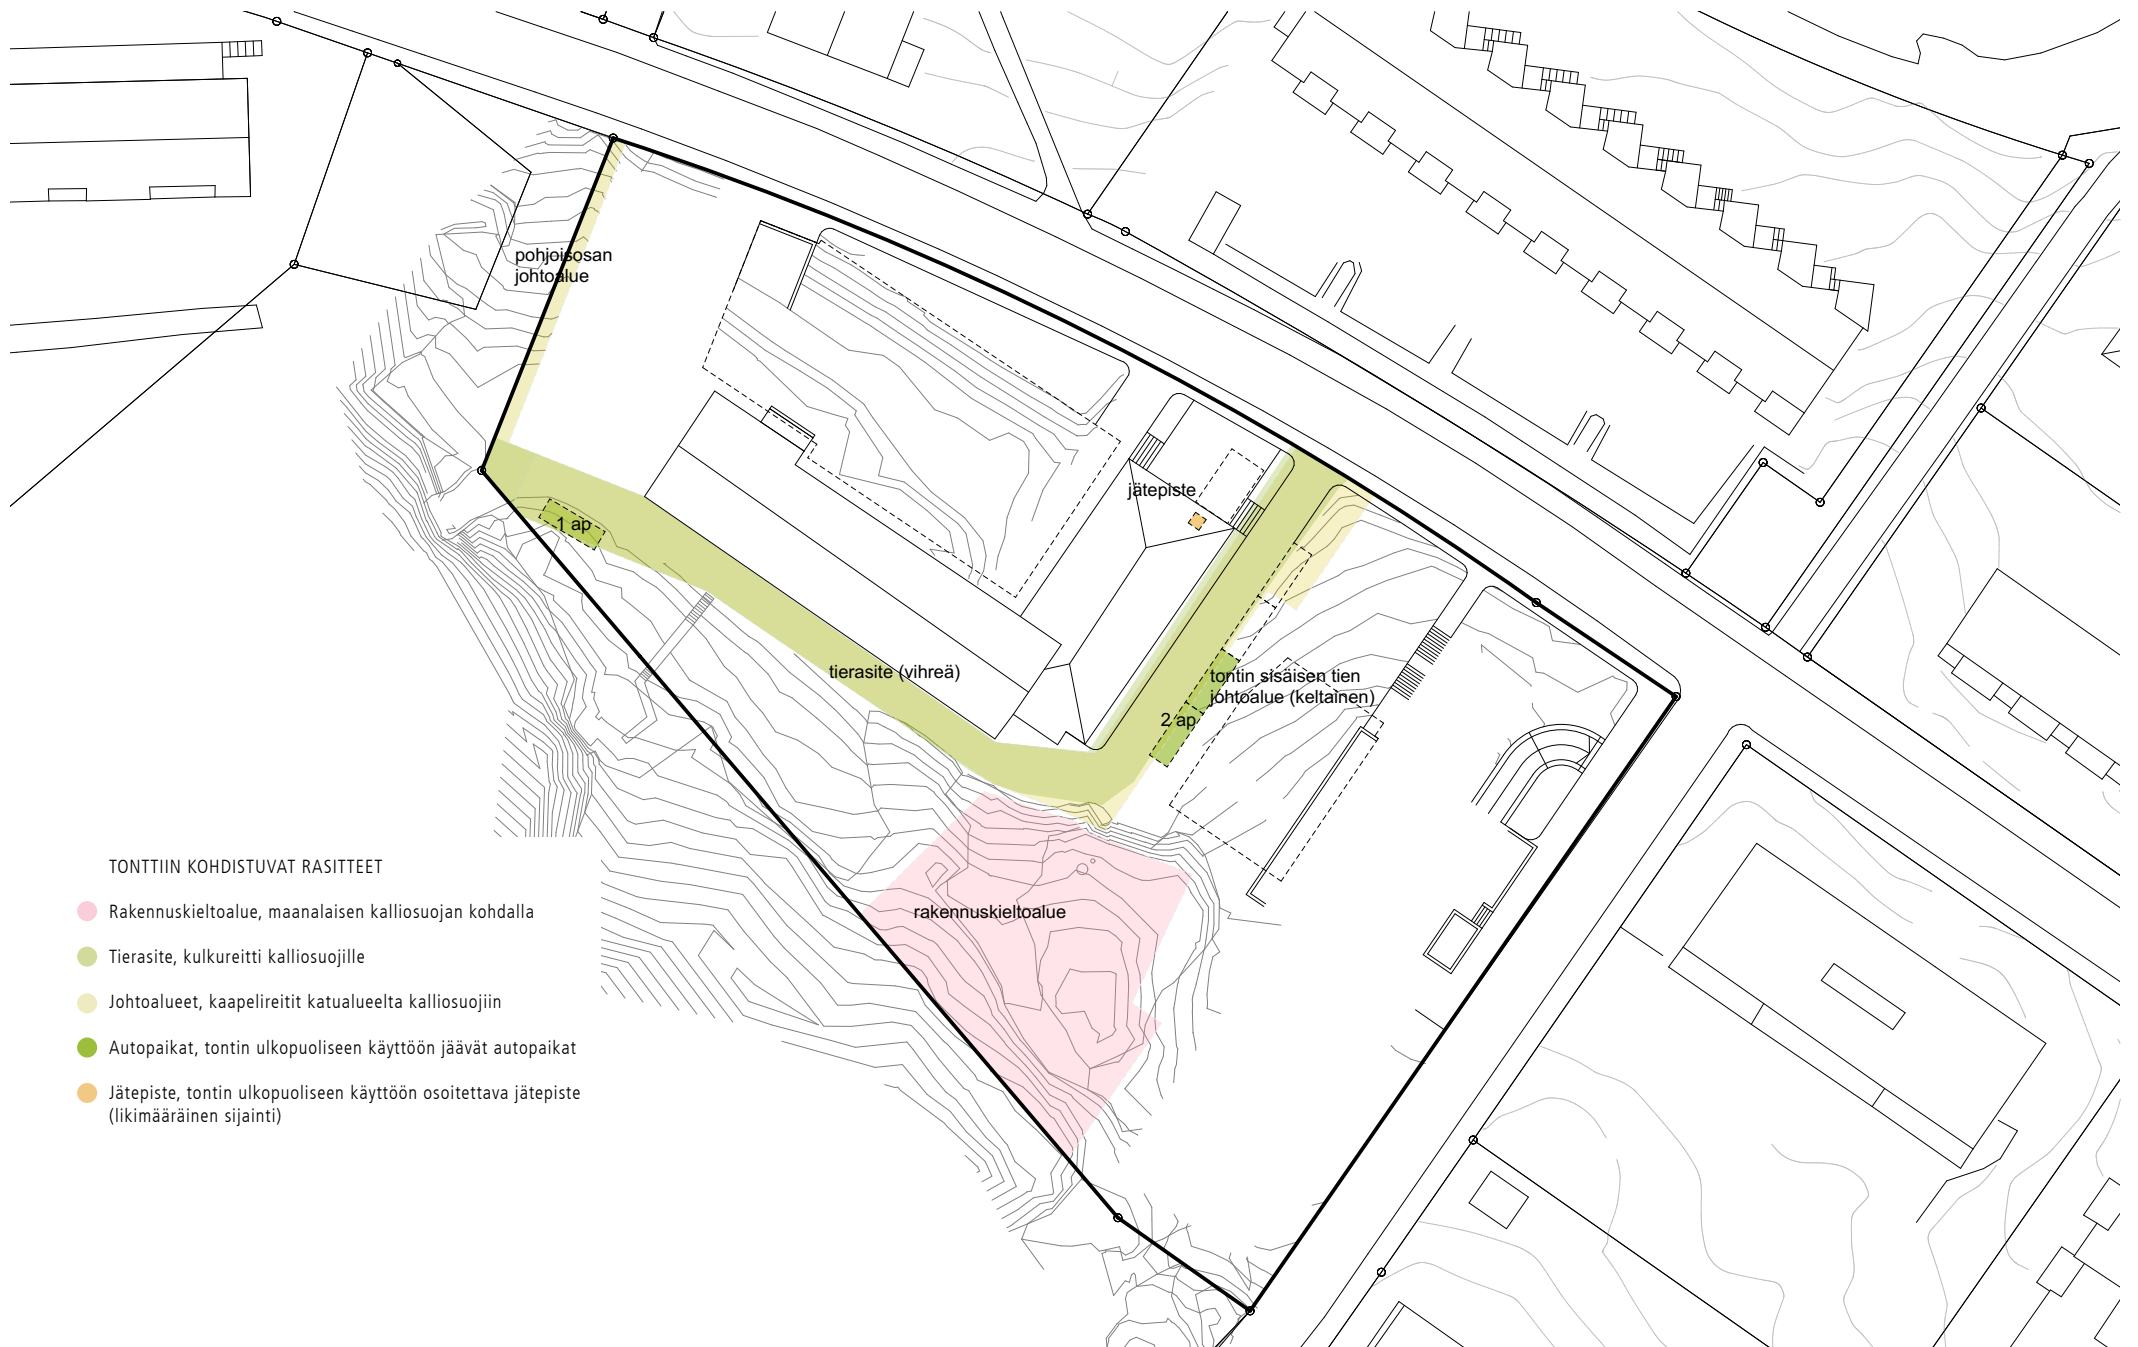 pohjoisosan
johtoalue
jätepiste
1 ap
tierasite (vihreä)
tontin sisäisen tien
johtoalue (keltainen)
2 ap
rakennuskieltoalue
TONTTIIN KOHDISTUVAT RASITTEET
Rakennuskieltoalue, maanalaisen kalliosuojan kohdalla
Tierasite, kulkureitti kalliosuojille
Johtoalueet, kaapelireitit katualueelta kalliosuojiin
Autopaikat, tontin ulkopuoliseen käyttöön jäävät autopaikat
Jätepiste, tontin ulkopuoliseen käyttöön osoitettava jätepiste
(likimääräinen sijainti)